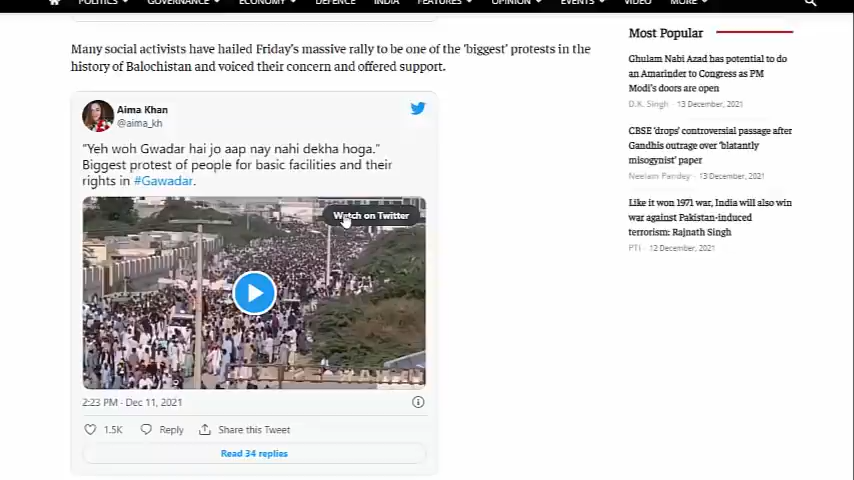 POLITICS GOVERNANCE ECONOMY DEFENCE INDIA FEATURES OPINION EVENTS VIDEO MORE
Many social activists have hailed Friday's massive rally to be one of the 'biggest' protests in the
history of Balochistan and voiced their concern and offered support.
Aima Khan
@aima_kh
"Yeh woh Gwadar hai jo aap nay nahi dekha hoga."
Biggest protest of people for basic facilities and their
rights in #Gawadar.
Watch on Twitter
2:23 PM · Dec 11, 2021
1.5K Reply Share this Tweet
Read 34 replies
Most Popular
Ghulam Nabi Azad has potential to do
an Amarinder to Congress as PM
Modi's doors are open
D.K. Singh - 13 December, 2021
CBSE 'drops' controversial passage after
Gandhis outrage over 'blatantly
misogynist' paper
Neelam Pandey - 13 December, 2021
Like it won 1971 war, India will also win
war against Pakistan-induced
terrorism: Rajnath Singh
PTI - 12 December, 2021